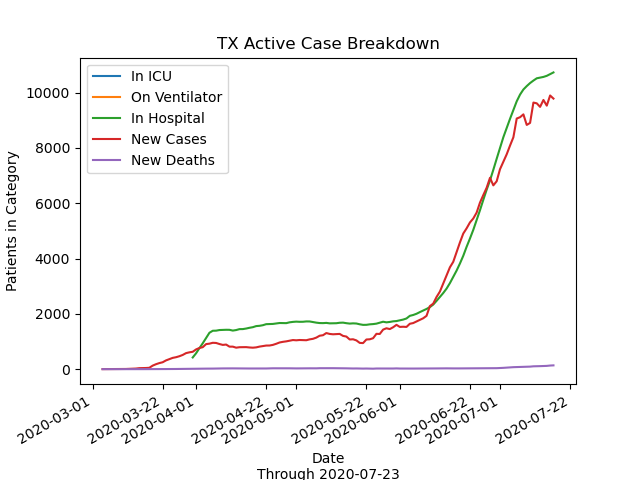 TX Active Case Breakdown
In ICU
On Ventilator
In Hospital
New Cases
New Deaths
Patients in Category
10000
8000
6000
4000
2000
0
2020-03-01
2020-03-22
2020-04-01
2020-04-22
2020-05-01
2020-05-22
2020-06-01
2020-06-22
2020-07-01
2020-07-22
Date
Through 2020-07-23